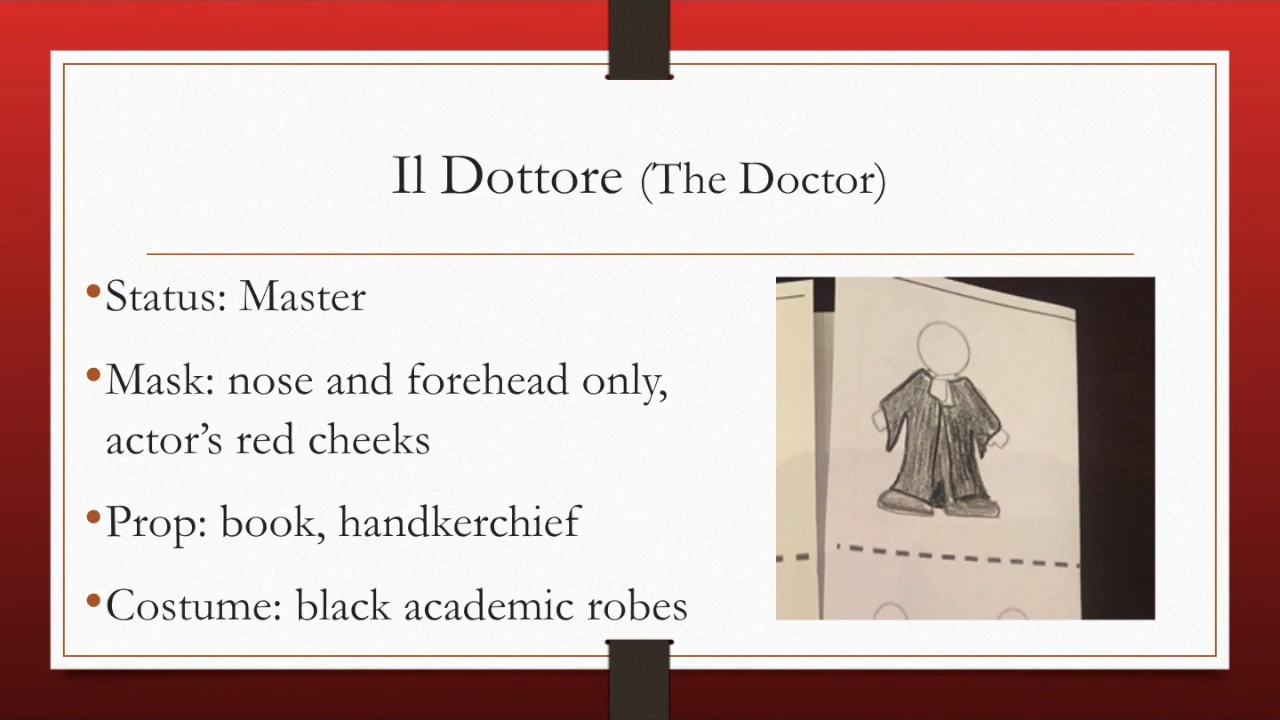 Il Dottore (The Doctor)
•Status: Master
•Mask: nose and forehead only,
actor’s red cheeks
•Prop: book, handkerchief
•Costume: black academic robes